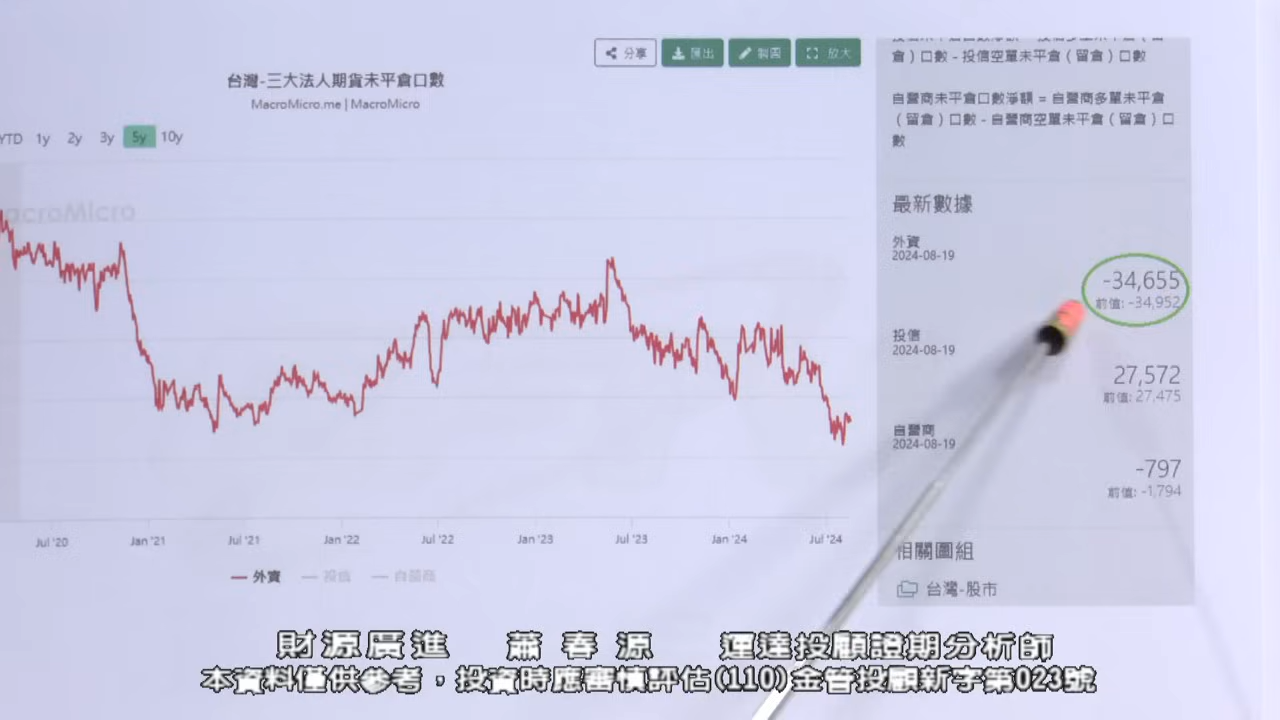 分享 匯出 製圖 放大
台灣-三大法人期貨未平倉口數
MacroMicro.me | MacroMicro
YTD 1y 2y 3y 5y 10y
MacroMicro
Jul '20 Jan '21 Jul '21 Jan '22 Jul '22 Jan '23 Jul '23 Jan '24 Jul '24
外資 投信 自營商
倉）口數 - 投信空單未平倉（留倉）口數
自營商未平倉口數淨額 = 自營商多單未平倉
（留倉）口數 - 自營商空單未平倉（留倉）口
數
最新數據
外資
2024-08-19
-34,655
前值: -34,952
投信
2024-08-19
27,572
前值: 27,475
自營商
2024-08-19
-797
前值: -1,794
相關圖組
台灣-股市
財源廣進 蕭春源 運達投顧證期分析師
本資料僅供參考，投資時應審慎評估(110)金管投顧新字第023號